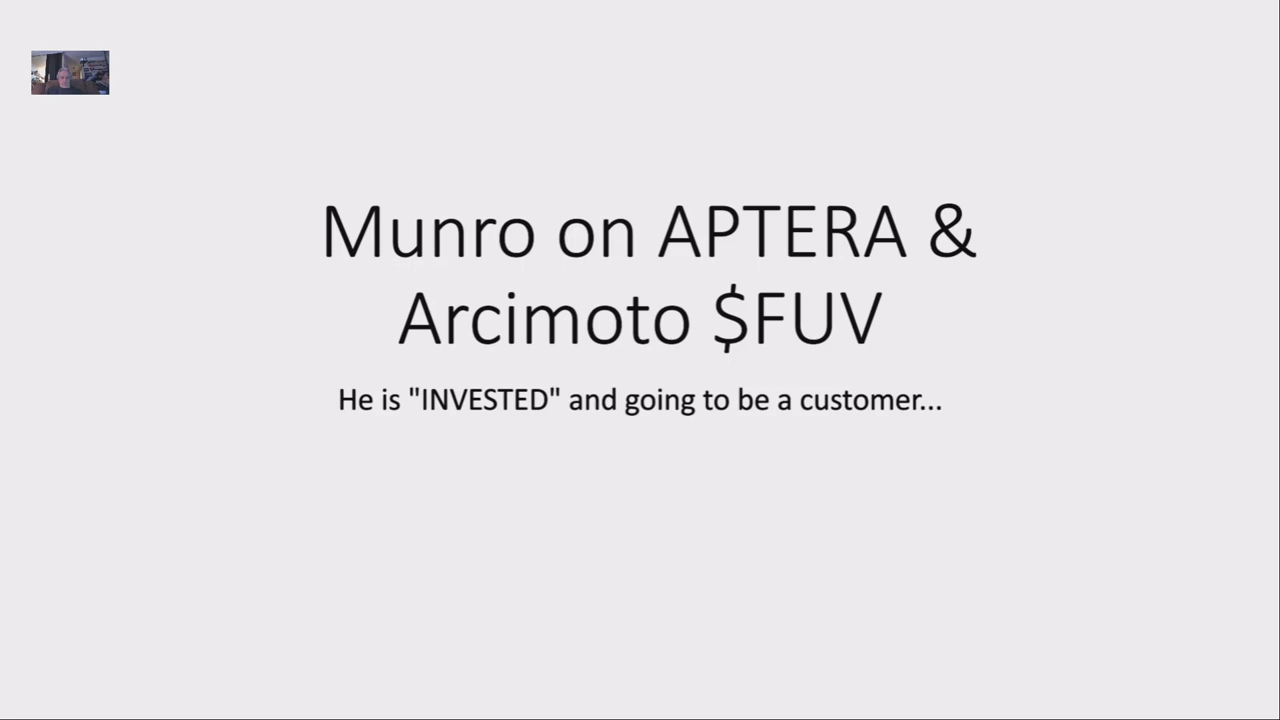 Munro on APTERA &
Arcimoto $FUV
He is "INVESTED" and going to be a customer...